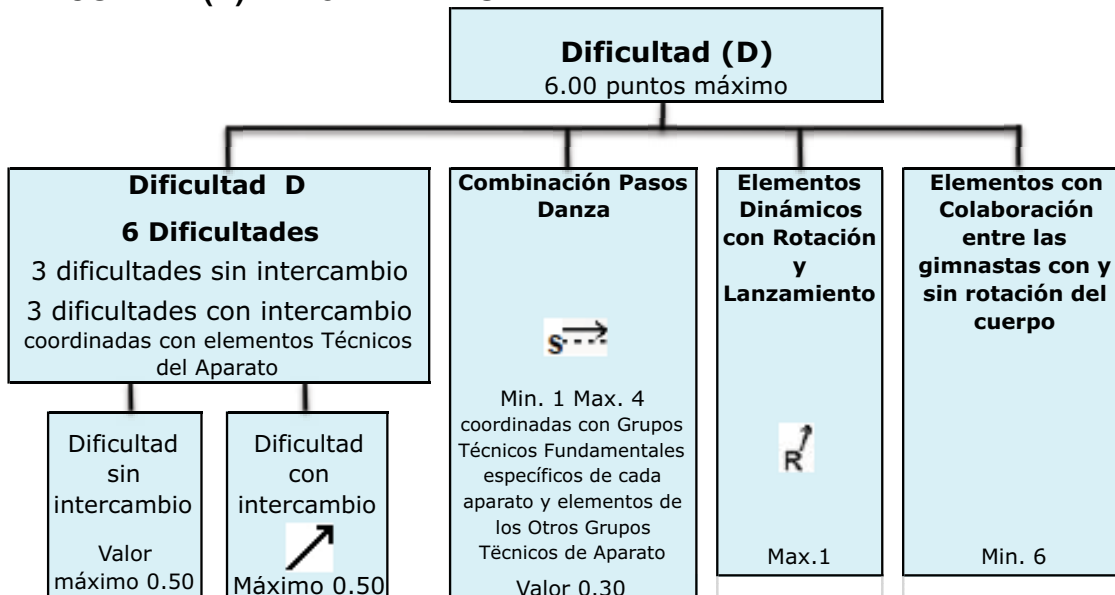 Dificultad (D)
6.00 puntos máximo
Dificultad D
6 Dificultades
3 dificultades sin intercambio
3 dificultades con intercambio
coordinadas con elementos Técnicos
del Aparato
Dificultad
sin
intercambio
Valor
máximo 0.50
Dificultad
con
intercambio
Máximo 0.50
Combinación Pasos
Danza
S
Min. 1 Max. 4
coordinadas con Grupos
Técnicos Fundamentales
específicos de cada
aparato y elementos de
los Otros Grupos
Tëcnicos de Aparato
Valor 0.30
Elementos
Dinámicos
con Rotación
y
Lanzamiento
R
Max.1
Elementos con
Colaboración
entre las
gimnastas con y
sin rotación del
cuerpo
Min. 6